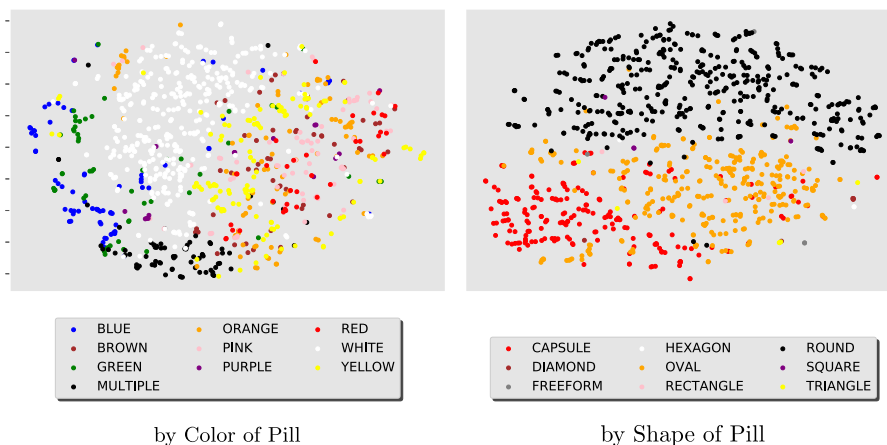 BLUE ORANGE RED
BROWN PINK WHITE
GREEN PURPLE YELLOW
MULTIPLE
by Color of Pill
CAPSULE HEXAGON ROUND
DIAMOND OVAL SQUARE
FREEFORM RECTANGLE TRIANGLE
by Shape of Pill